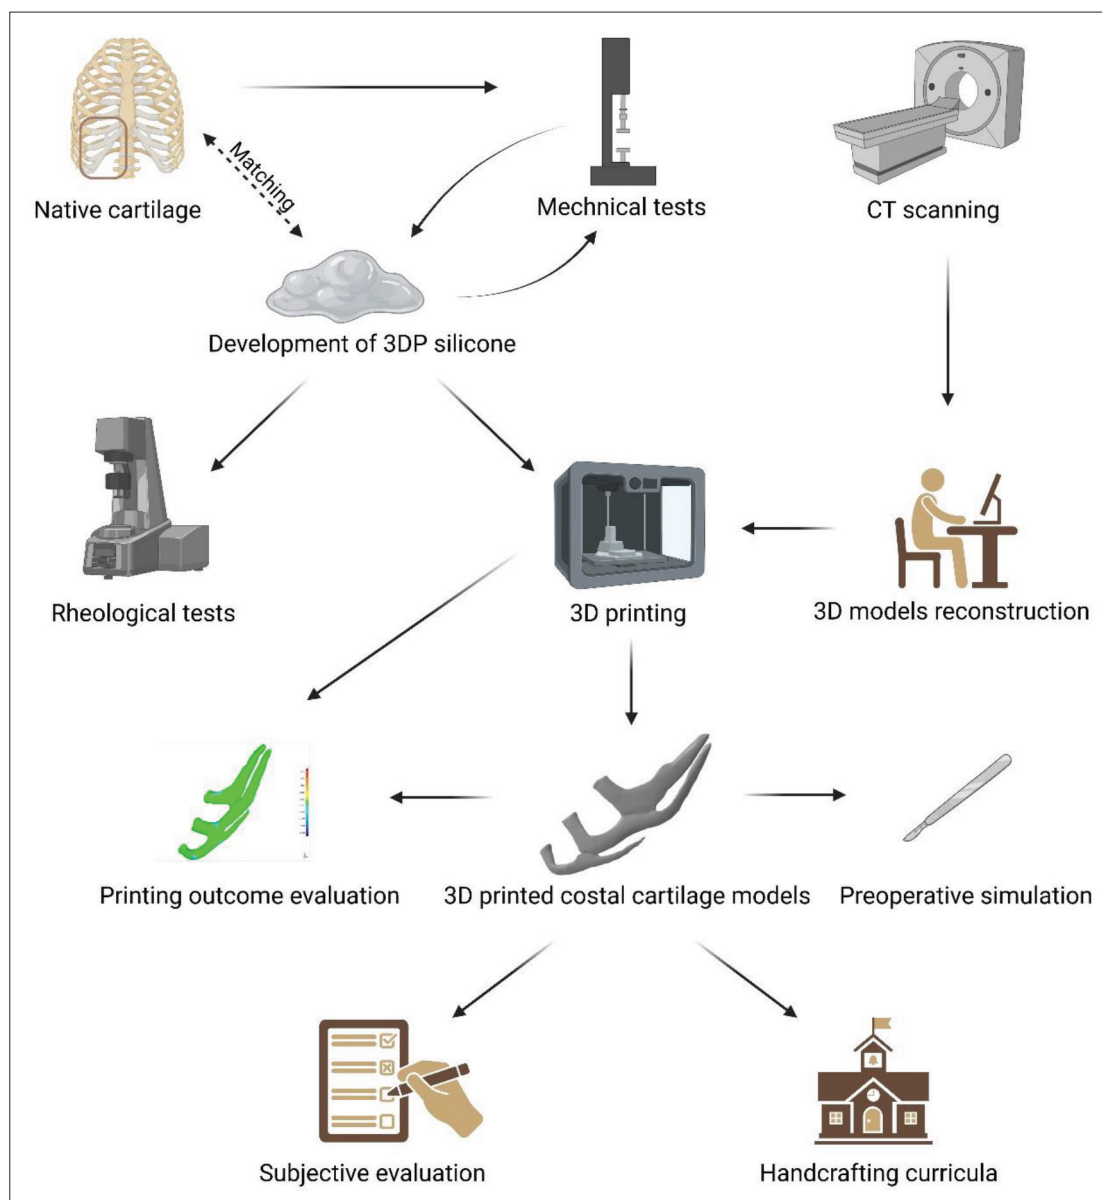 Matching
Native cartilage
Mechnical tests
CT scanning
Development of 3DP silicone
Rheological tests
3D printing
3D models reconstruction
Printing outcome evaluation
3D printed costal cartilage models
Preoperative simulation
Subjective evaluation
Handcrafting curricula